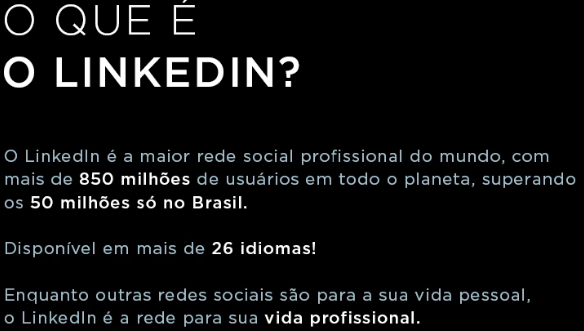 O QUE É
O LINKEDIN?
O LinkedIn é a maior rede social profissional do mundo, com
mais de 850 milhões de usuários em todo o planeta, superando
os 50 milhões só no Brasil.
Disponível em mais de 26 idiomas!
Enquanto outras redes sociais são para a sua vida pessoal,
o LinkedIn é a rede para sua vida profissional.